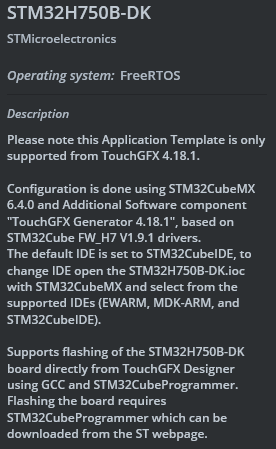 STM32H750B-DK
STMicroelectronics
Operating system: FreeRTOS
Description
Please note this Application Template is only
supported from TouchGFX 4.18.1.
Configuration is done using STM32CubeMX
6.4.0 and Additional Software component
"TouchGFX Generator 4.18.1", based on
STM32Cube FW_H7 V1.9.1 drivers.
The default IDE is set to STM32CubeIDE, to
change IDE open the STM32H750B-DK.ioc
with STM32CubeMX and select from the
supported IDEs (EWARM, MDK-ARM, and
STM32CubeIDE).
Supports flashing of the STM32H750B-DK
board directly from TouchGFX Designer
using GCC and STM32CubeProgrammer.
Flashing the board requires
STM32CubeProgrammer which can be
downloaded from the ST webpage.